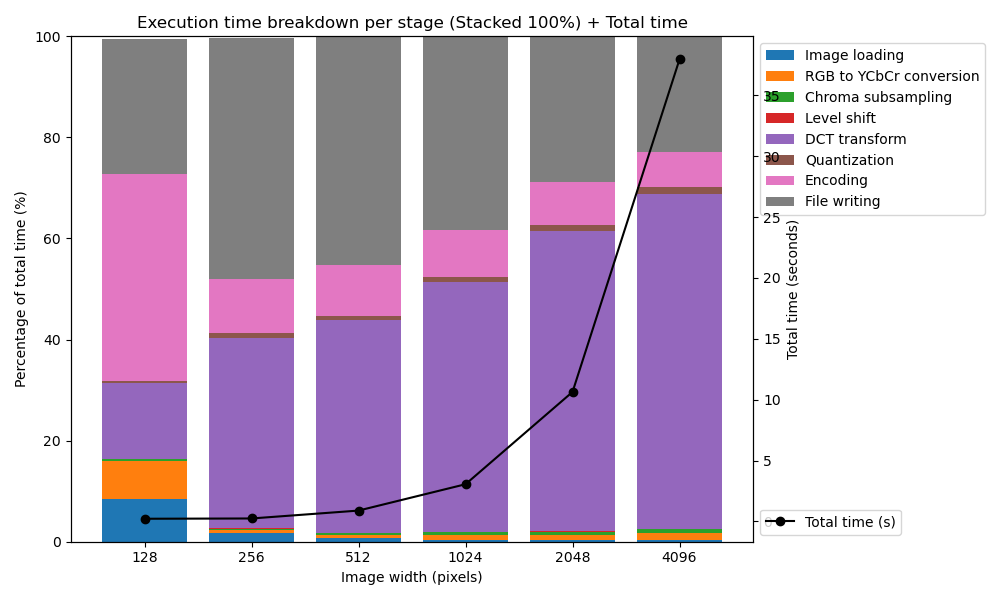 Execution time breakdown per stage (Stacked 100%) + Total time
Percentage of total time (%)
100
80
60
40
20
0
128
256
512
1024
2048
4096
Image width (pixels)
35
30
25
20
15
10
5
0
Total time (seconds)
Image loading
RGB to YCbCr conversion
Chroma subsampling
Level shift
DCT transform
Quantization
Encoding
File writing
Total time (s)